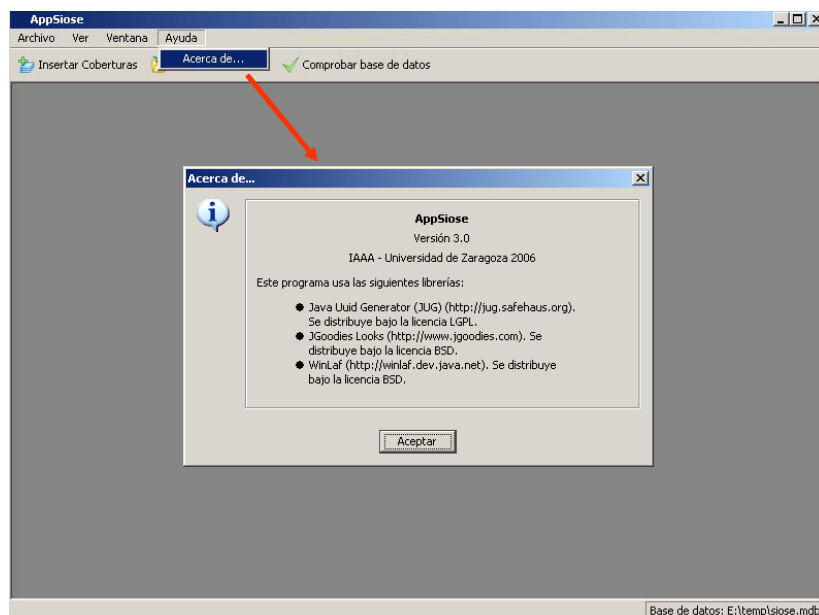 AppSiose
Archivo Ver Ventana Ayuda
Acerca de...
Insertar Coberturas Comprobar base de datos
Acerca de...
AppSiose
Versión 3.0
IAAA - Universidad de Zaragoza 2006
Este programa usa las siguientes librerías:
Java Uuid Generator (JUG) (http://jug.safehaus.org).
Se distribuye bajo la licencia LGPL.
JGoodies Looks (http://www.jgoodies.com). Se
distribuye bajo la licencia BSD.
WinLaf (http://winlaf.dev.java.net). Se distribuye
bajo la licencia BSD.
Aceptar
Base de datos: E:\temp\siose.mdb